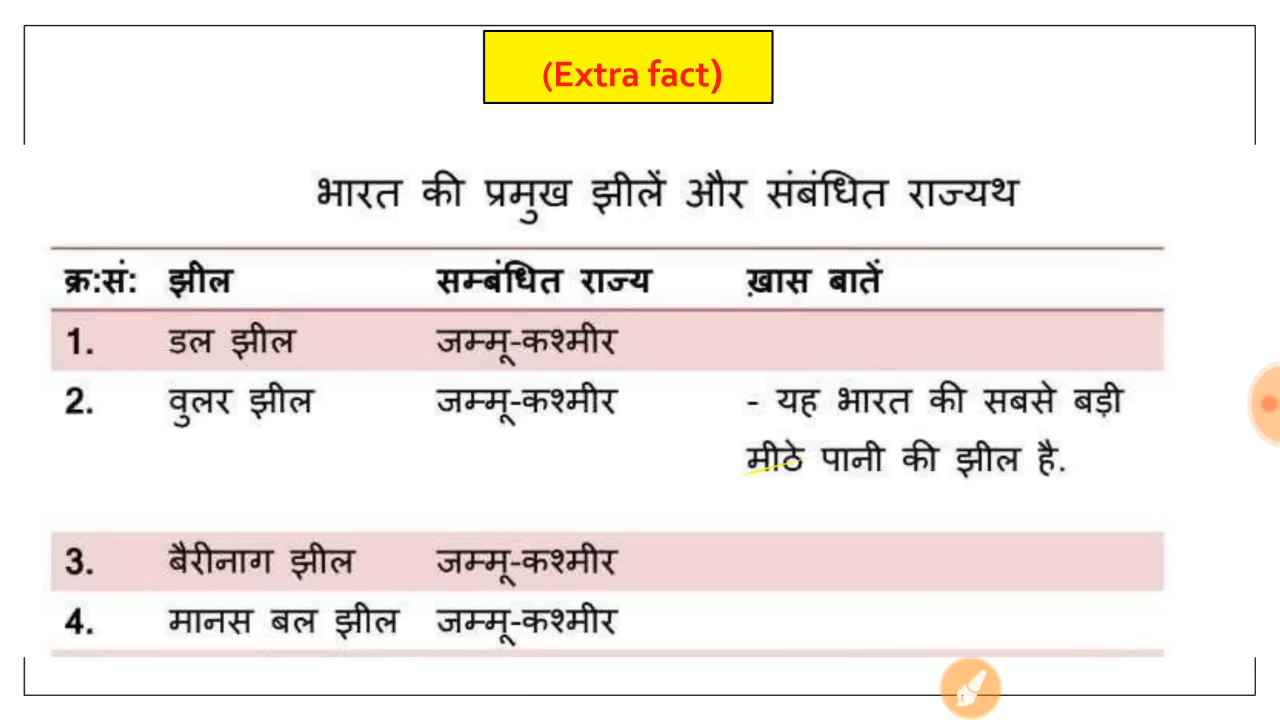 (Extra fact)
भारत की प्रमुख झीलें और संबंधित राज्यथ
क्र:सं: झील सम्बंधित राज्य ख़ास बातें
1. डल झील जम्मू-कश्मीर
2. वुलर झील जम्मू-कश्मीर - यह भारत की सबसे बड़ी
मीठे पानी की झील है.
3. बैरीनाग झील जम्मू-कश्मीर
4. मानस बल झील जम्मू-कश्मीर